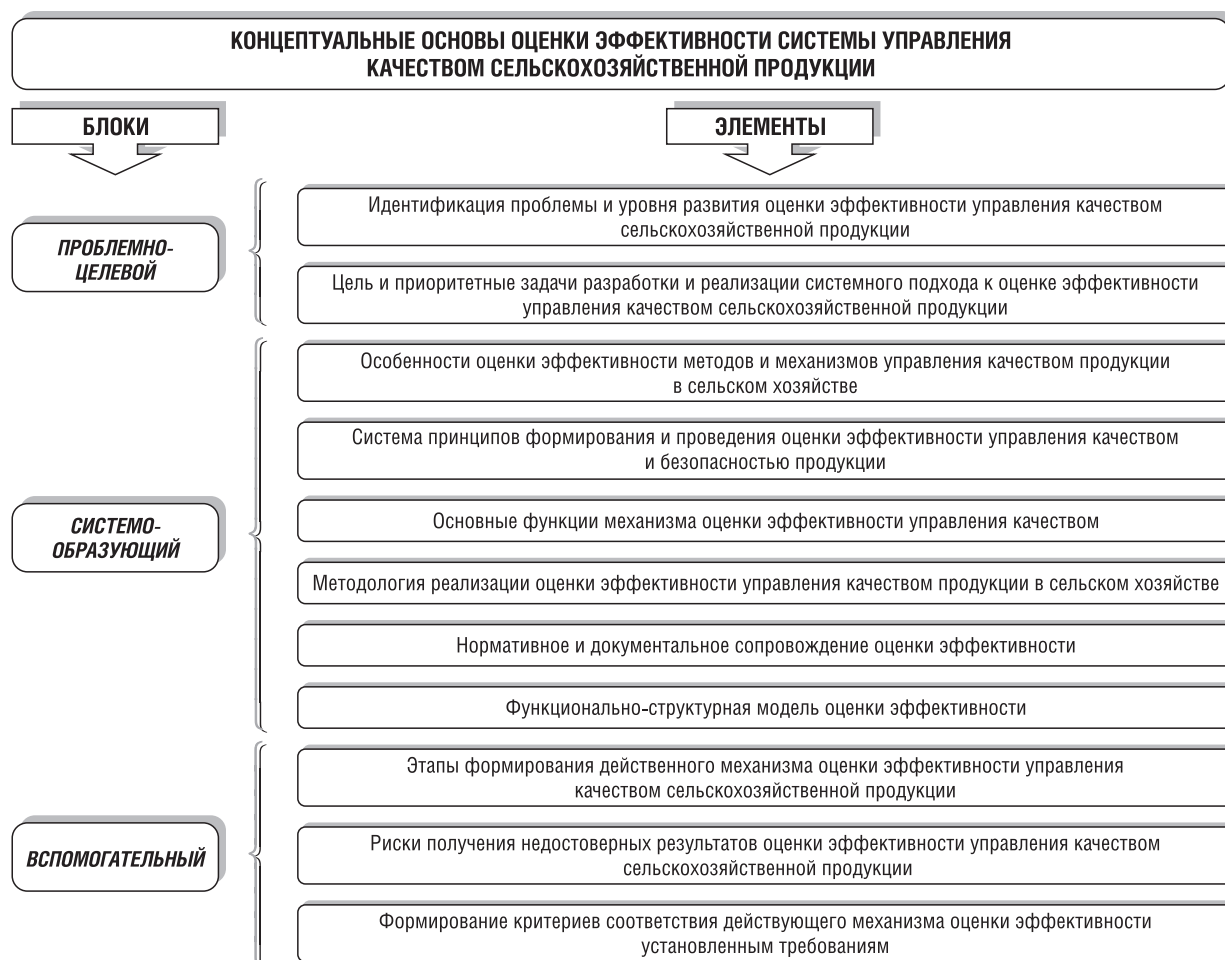 КОНЦЕПТУАЛЬНЫЕ ОСНОВЫ ОЦЕНКИ ЭФФЕКТИВНОСТИ СИСТЕМЫ УПРАВЛЕНИЯ
КАЧЕСТВОМ СЕЛЬСКОХОЗЯЙСТВЕННОЙ ПРОДУКЦИИ
БЛОКИ
ЭЛЕМЕНТЫ
ПРОБЛЕМНО-
ЦЕЛЕВОЙ
Идентификация проблемы и уровня развития оценки эффективности управления качеством
сельскохозяйственной продукции
Цель и приоритетные задачи разработки и реализации системного подхода к оценке эффективности
управления качеством сельскохозяйственной продукции
СИСТЕМО-
ОБРАЗУЮЩИЙ
Особенности оценки эффективности методов и механизмов управления качеством продукции
в сельском хозяйстве
Система принципов формирования и проведения оценки эффективности управления качеством
и безопасностью продукции
Основные функции механизма оценки эффективности управления качеством
Методология реализации оценки эффективности управления качеством продукции в сельском хозяйстве
Нормативное и документальное сопровождение оценки эффективности
Функционально-структурная модель оценки эффективности
ВСПОМОГАТЕЛЬНЫЙ
Этапы формирования действенного механизма оценки эффективности управления
качеством сельскохозяйственной продукции
Риски получения недостоверных результатов оценки эффективности управления качеством
сельскохозяйственной продукции
Формирование критериев соответствия действующего механизма оценки эффективности
установленным требованиям